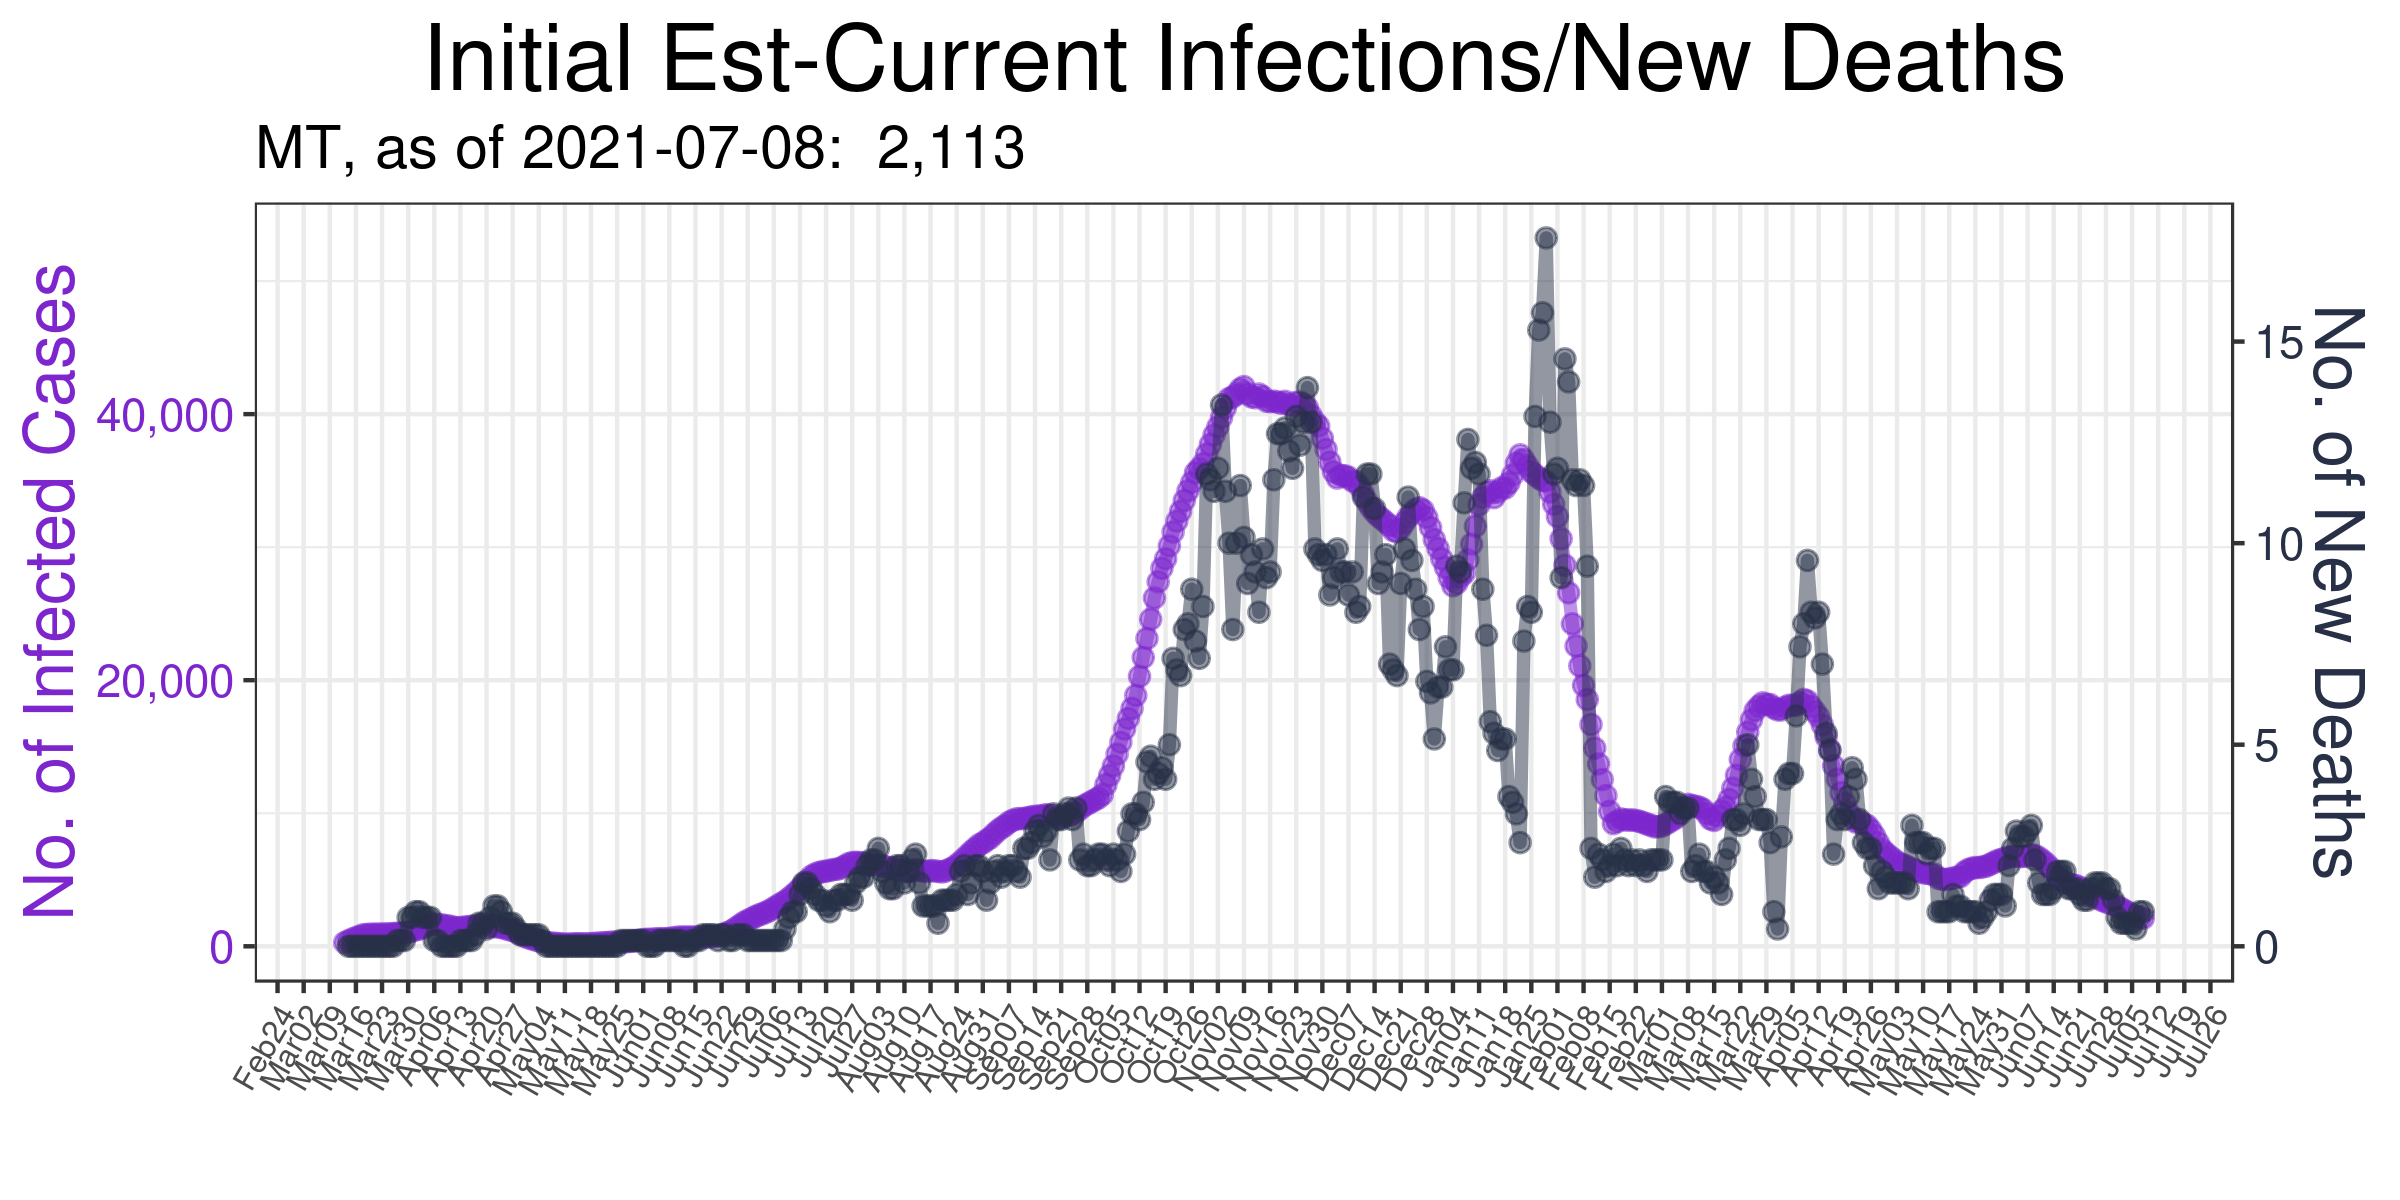 Initial Est-Current Infections/New Deaths
MT, as of 2021-07-08:  2,113
No. of Infected Cases
40,000
20,000
0
15
10
5
0
No. of New Deaths
Feb24
Mar02
Mar09
Mar16
Mar23
Mar30
Apr06
Apr13
Apr20
Apr27
May04
May11
May18
May25
Jun01
Jun08
Jun15
Jun22
Jun29
Jul06
Jul13
Jul20
Jul27
Aug03
Aug10
Aug17
Aug24
Aug31
Sep07
Sep14
Sep21
Sep28
Oct05
Oct12
Oct19
Oct26
Nov02
Nov09
Nov16
Nov23
Nov30
Dec07
Dec14
Dec21
Dec28
Jan04
Jan11
Jan18
Jan25
Feb01
Feb08
Feb15
Feb22
Mar01
Mar08
Mar15
Mar22
Mar29
Apr05
Apr12
Apr19
Apr26
May03
May10
May17
May24
May31
Jun07
Jun14
Jun21
Jun28
Jul05
Jul12
Jul19
Jul26